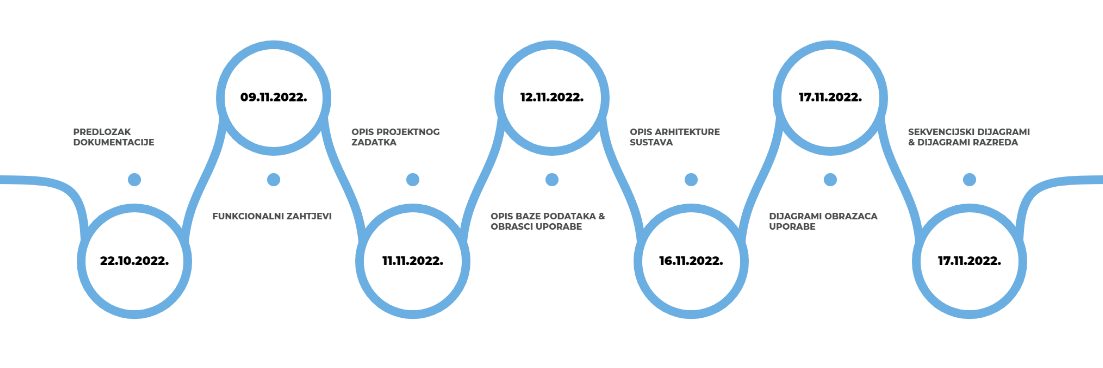 PREDLOZAK
DOKUMENTACIJE
22.10.2022.
09.11.2022.
FUNKCIONALNI ZAHTJEVI
OPIS PROJEKTNOG
ZADATKA
11.11.2022.
12.11.2022.
OPIS BAZE PODATAKA &
OBRASCI UPORABE
OPIS ARHITEKTURE
SUSTAVA
16.11.2022.
17.11.2022.
DIJAGRAMI OBRAZACA
UPORABE
SEKVENCIJSKI DIJAGRAMI
& DIJAGRAMI RAZREDA
17.11.2022.